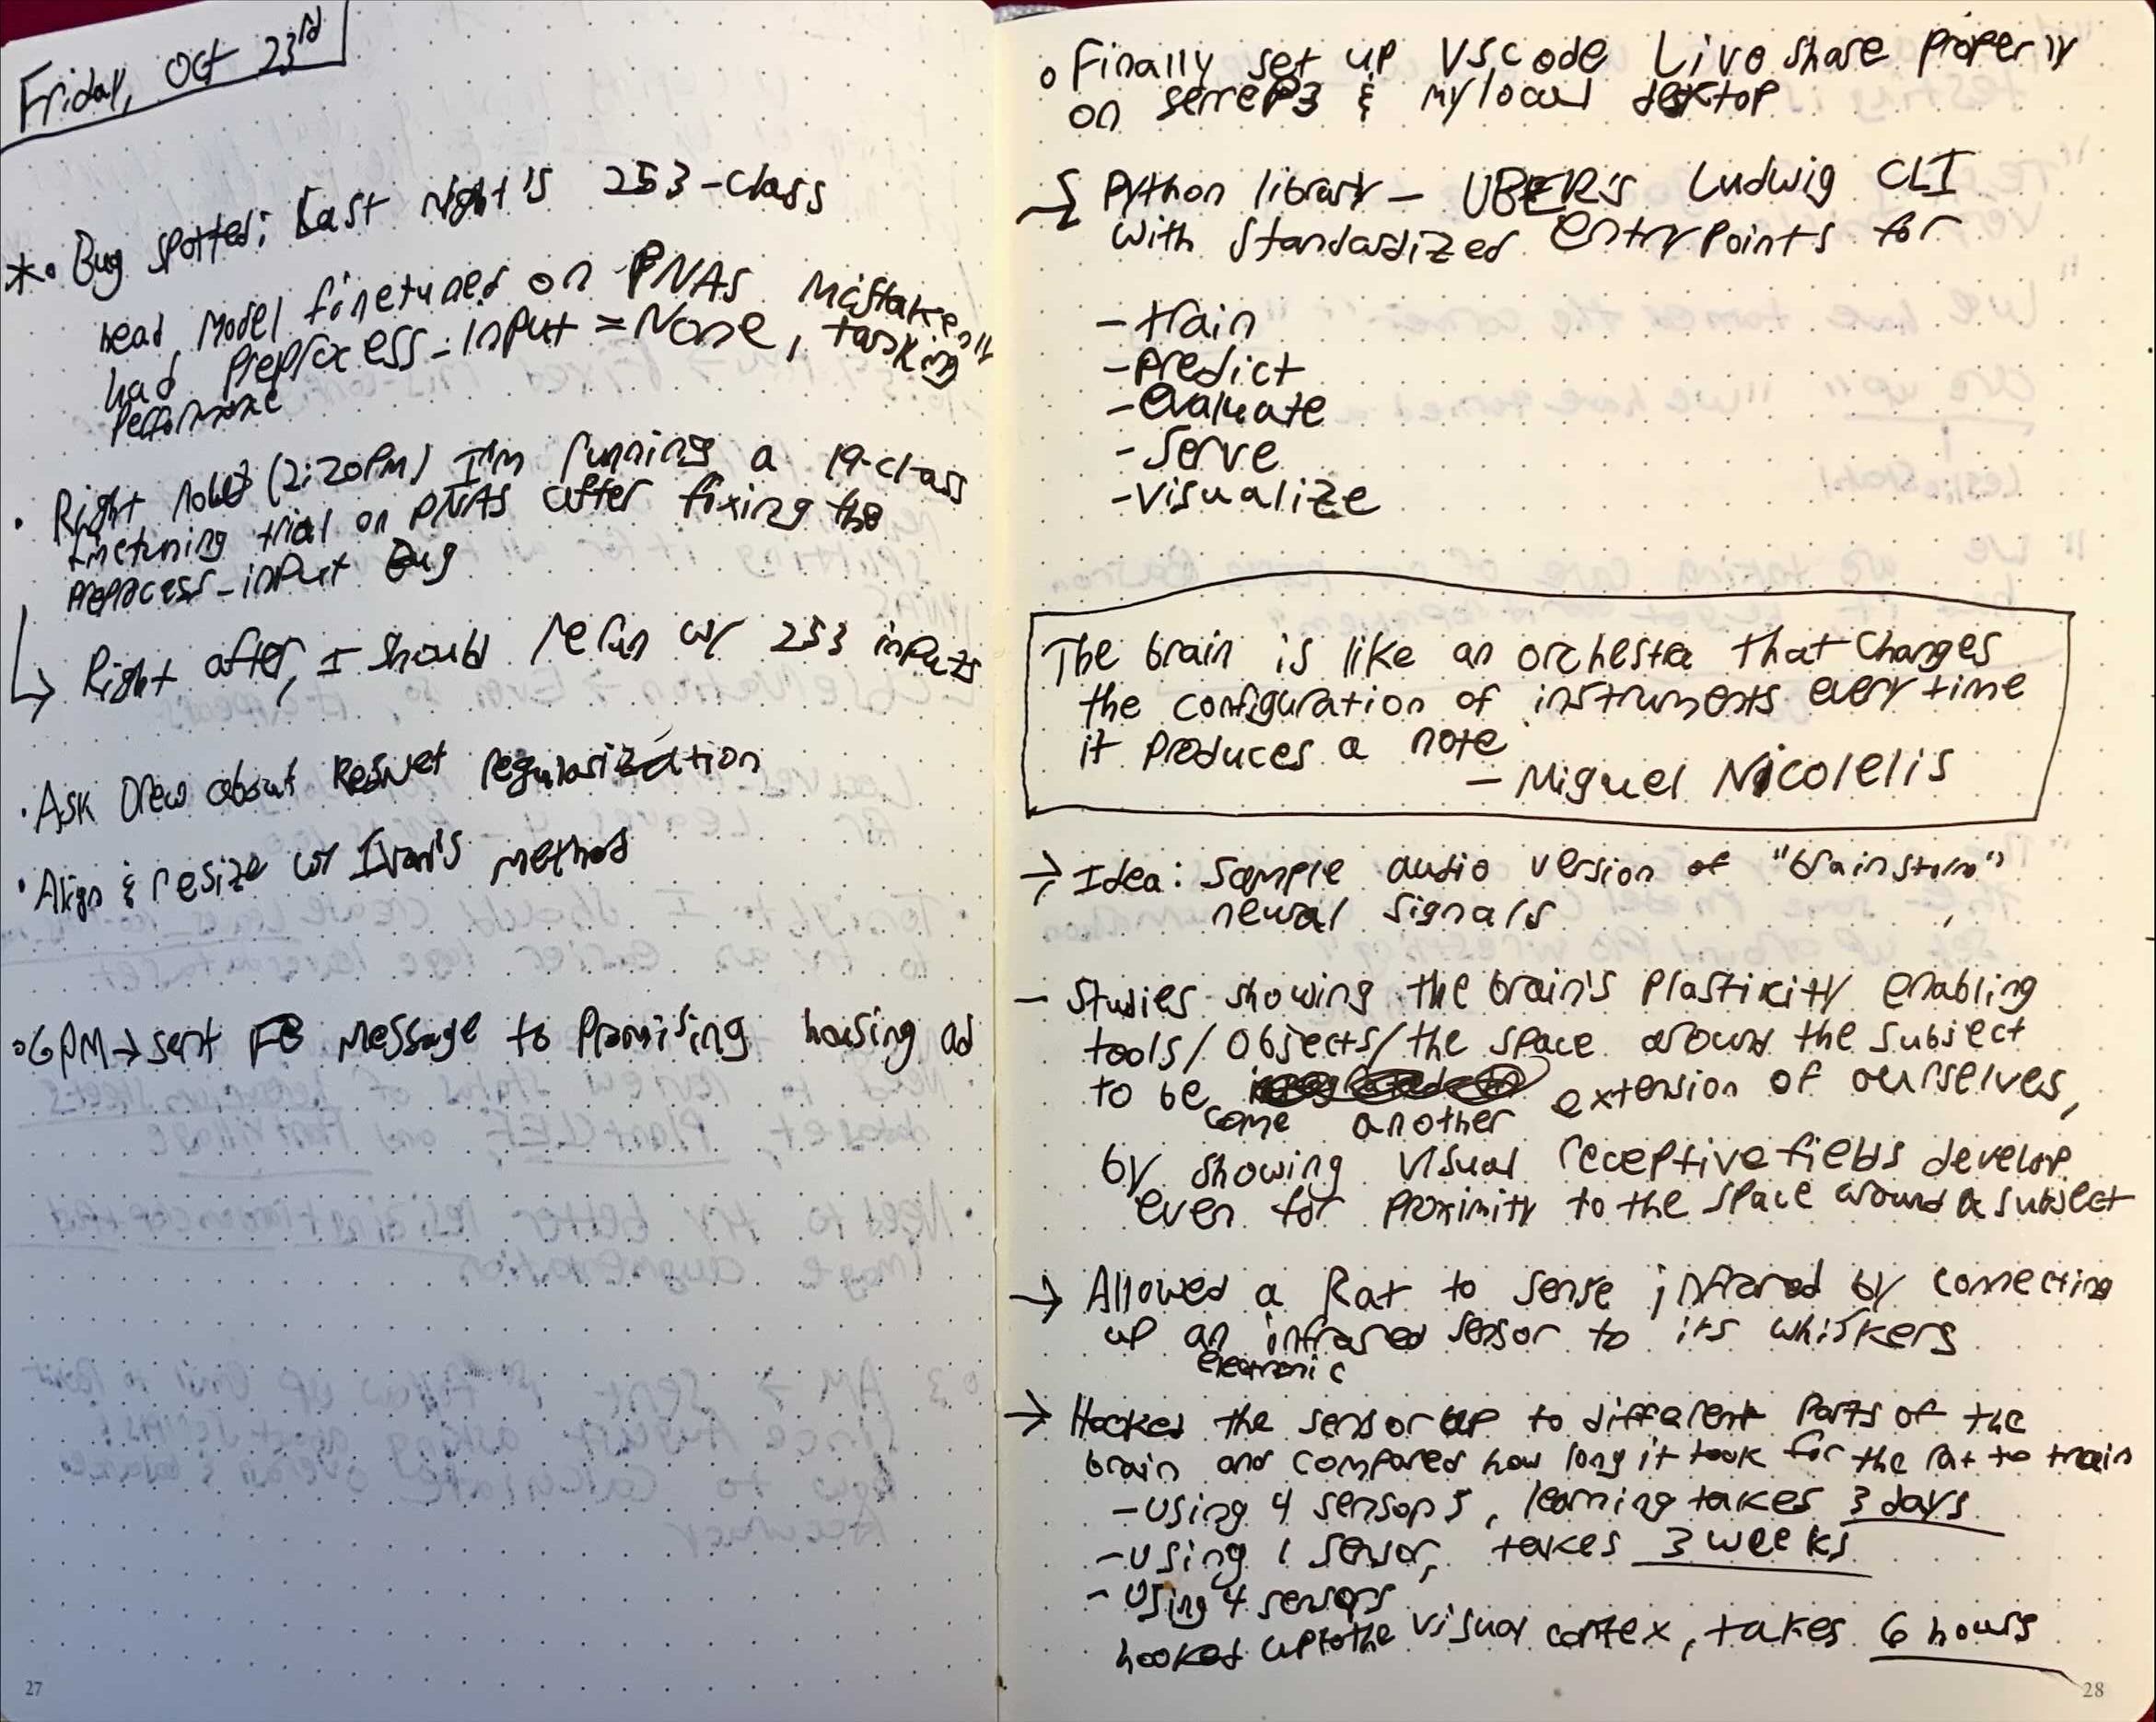 Friday, Oct 23rd
*• Bug spotted: Last night's 253-class
head model finetuned on PNAS mistakenly
had preprocess_input = None, tanking
performance
• Right now (2:20PM) I'm running a 19-class
finetuning trial on PNAS after fixing the
preprocess_input bug
↳ Right after, I should rerun w/ 253 inputs
• Ask Drew about ResNet regularization
• Align & resize w/ Ivan's method
• 6PM → sent FB message to promising housing ad
27
• Finally set up VScode Live share properly
on serrep3 & my local desktop
→ Python library - UBER's Ludwig CLI
with standardized entry points for
- train
- predict
- evaluate
- serve
- visualize
The brain is like an orchestra that changes
the configuration of instruments every time
it produces a note
- Miguel Nicolelis
→ Idea: Sample audio version of "brainstorm"
neural signals
- Studies showing the brain's plasticity enabling
tools/objects/the space around the subject
to be come another extension of ourselves,
by showing visual receptive fields develop
even for proximity to the space around a subject
→ Allowed a Rat to sense infrared by connecting
up an infrared sensor to its whiskers
electronic
→ Hooked the sensor up to different parts of the
brain and compared how long it took for the rat to train
- Using 4 sensors, learning takes 3 days
- Using 1 sensor, takes 3 weeks
- Using 4 sensors
hooked up to the visual cortex, takes 6 hours
28